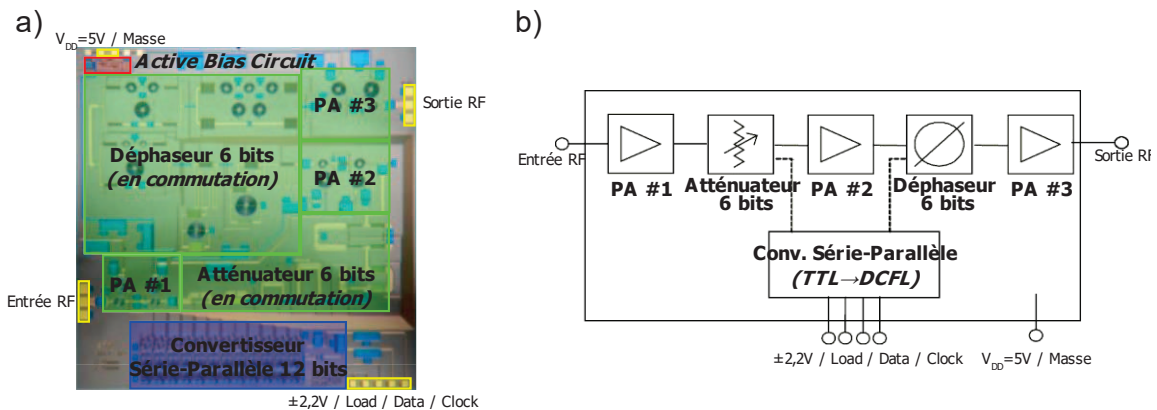 a)
V_DD=5V / Masse
Active Bias Circuit
PA #3
Sortie RF
Déphaseur 6 bits
(en commutation)
PA #2
PA #1
Atténuateur 6 bits
(en commutation)
Entrée RF
Convertisseur
Série-Parallèle 12 bits
±2,2V / Load / Data / Clock
b)
Entrée RF
PA #1
Atténuateur
6 bits
PA #2
Déphaseur
6 bits
PA #3
Sortie RF
Conv. Série-Parallèle
(TTL→DCFL)
±2,2V / Load / Data / Clock
V_DD=5V / Masse